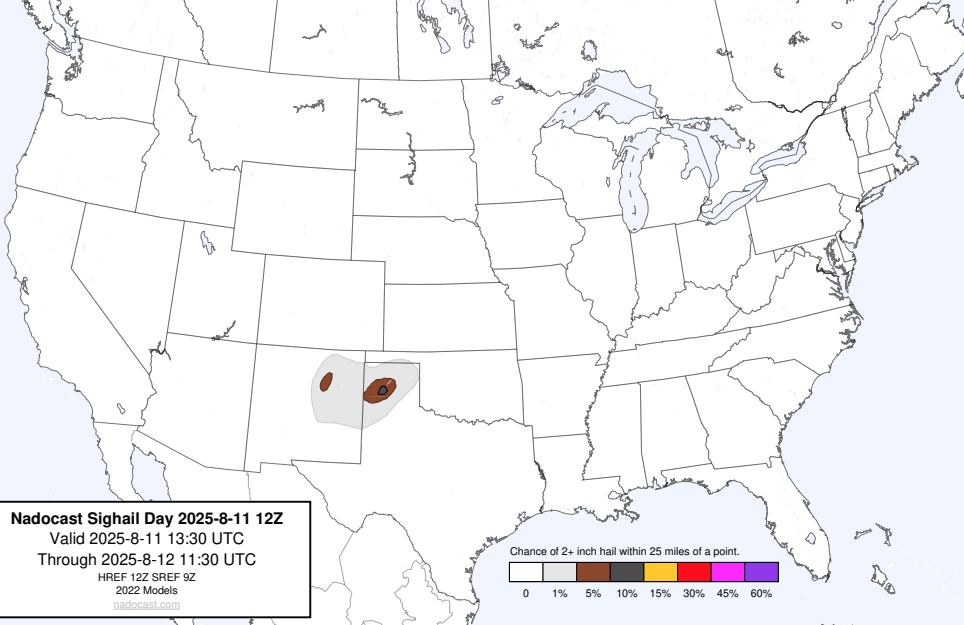 Nadocast Sighail Day 2025-8-11 12Z
Valid 2025-8-11 13:30 UTC
Through 2025-8-12 11:30 UTC
HREF 12Z SREF 9Z
2022 Models
nadocast.com
Chance of 2+ inch hail within 25 miles of a point.
0 1% 5% 10% 15% 30% 45% 60%